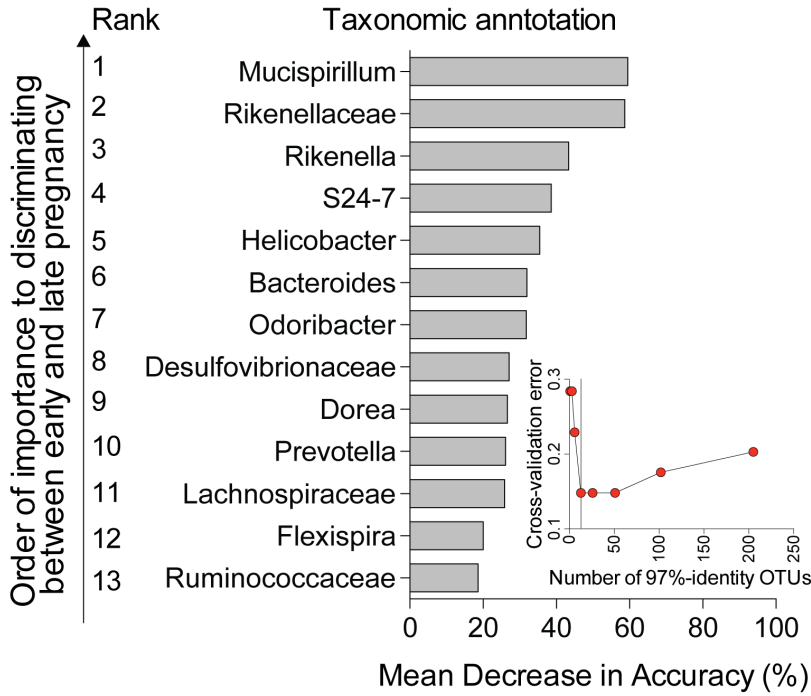 Rank
Taxonomic anntotation
Order of importance to discriminating
between early and late pregnancy
1 Mucispirillum
2 Rikenellaceae
3 Rikenella
4 S24-7
5 Helicobacter
6 Bacteroides
7 Odoribacter
8 Desulfovibrionaceae
9 Dorea
10 Prevotella
11 Lachnospiraceae
12 Flexispira
13 Ruminococcaceae
0 20 40 60 80 100
Mean Decrease in Accuracy (%)
Cross-validation error
0.3
0.2
0.1
0 50 100 150 200 250
Number of 97%-identity OTUs